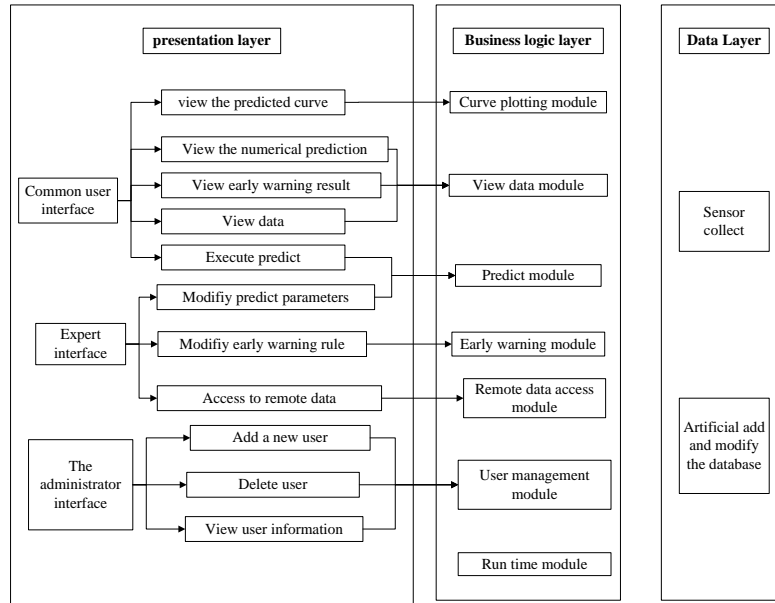 presentation layer
Business logic layer
Data Layer
view the predicted curve
Curve plotting module
View the numerical prediction
Common user
interface
View early warning result
View data module
View data
Sensor
collect
Execute predict
Predict module
Modifiy predict parameters
Expert
interface
Modifiy early warning rule
Early warning module
Access to remote data
Remote data access
module
Artificial add
and modify
the database
Add a new user
The
administrator
interface
Delete user
User management
module
View user information
Run time module